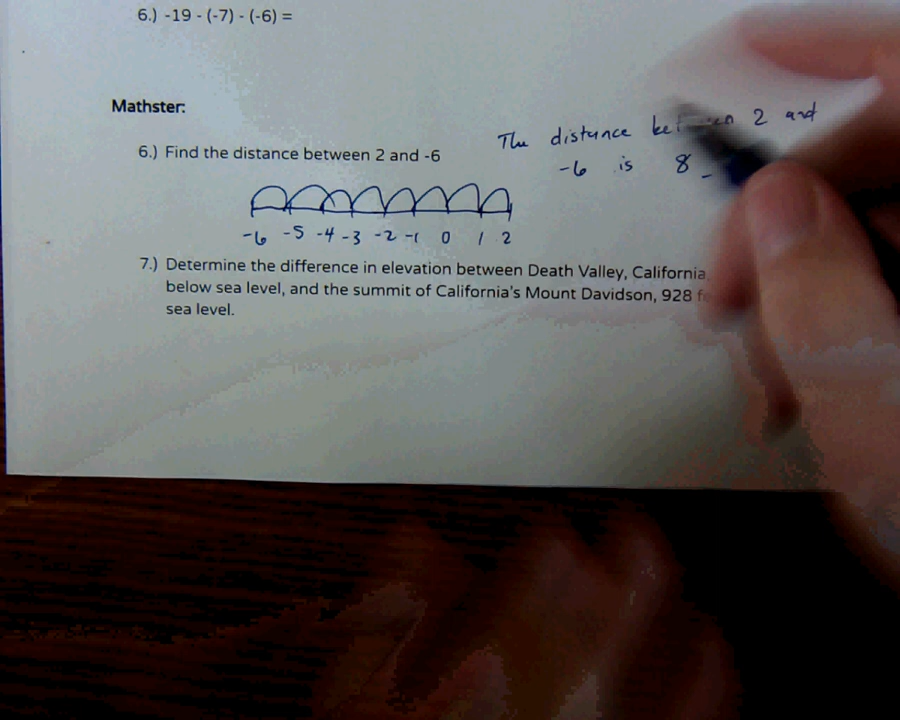 6.) -19 - (-7) - (-6) =
Mathster:
The distance between 2 and
-6 is 8
6.) Find the distance between 2 and -6
-6 -5 -4 -3 -2 -1 0 1 2
7.) Determine the difference in elevation between Death Valley, California
below sea level, and the summit of California's Mount Davidson, 928
sea level.